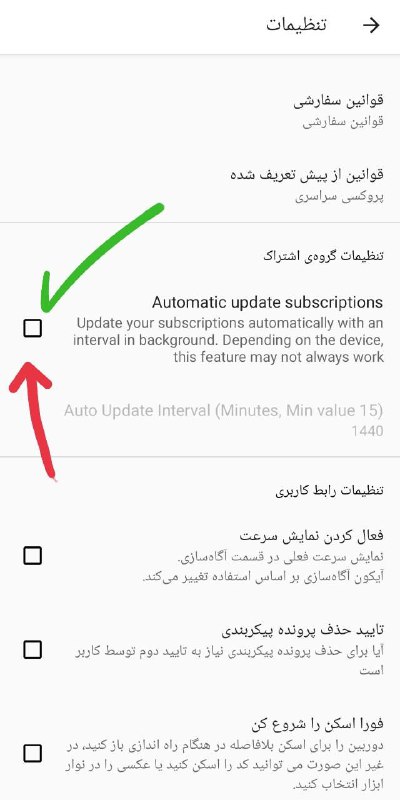 تنظیمات
قوانین سفارشی
قوانین سفارشی
قوانین از پیش تعریف شده
پروکسی سراسری
تنظیمات گروه‌ی اشتراک
Automatic update subscriptions
Update your subscriptions automatically with an
interval in background. Depending on the device,
this feature may not always work
Auto Update Interval (Minutes, Min value 15)
1440
تنظیمات رابط کاربری
فعال کردن نمایش سرعت
نمایش سرعت فعلی در قسمت آگاه‌سازی.
آیکون آگاه‌سازی بر اساس استفاده تغییر می‌کند.
تایید حذف پرونده پیکربندی
آیا برای حذف پرونده پیکربندی نیاز به تایید دوم توسط کاربر
است
فورا اسکن را شروع کن
دوربین را برای اسکن بلافاصله در هنگام راه اندازی باز کنید، در
غیر این صورت می توانید کد را اسکن کنید یا عکسی را در نوار
ابزار انتخاب کنید.